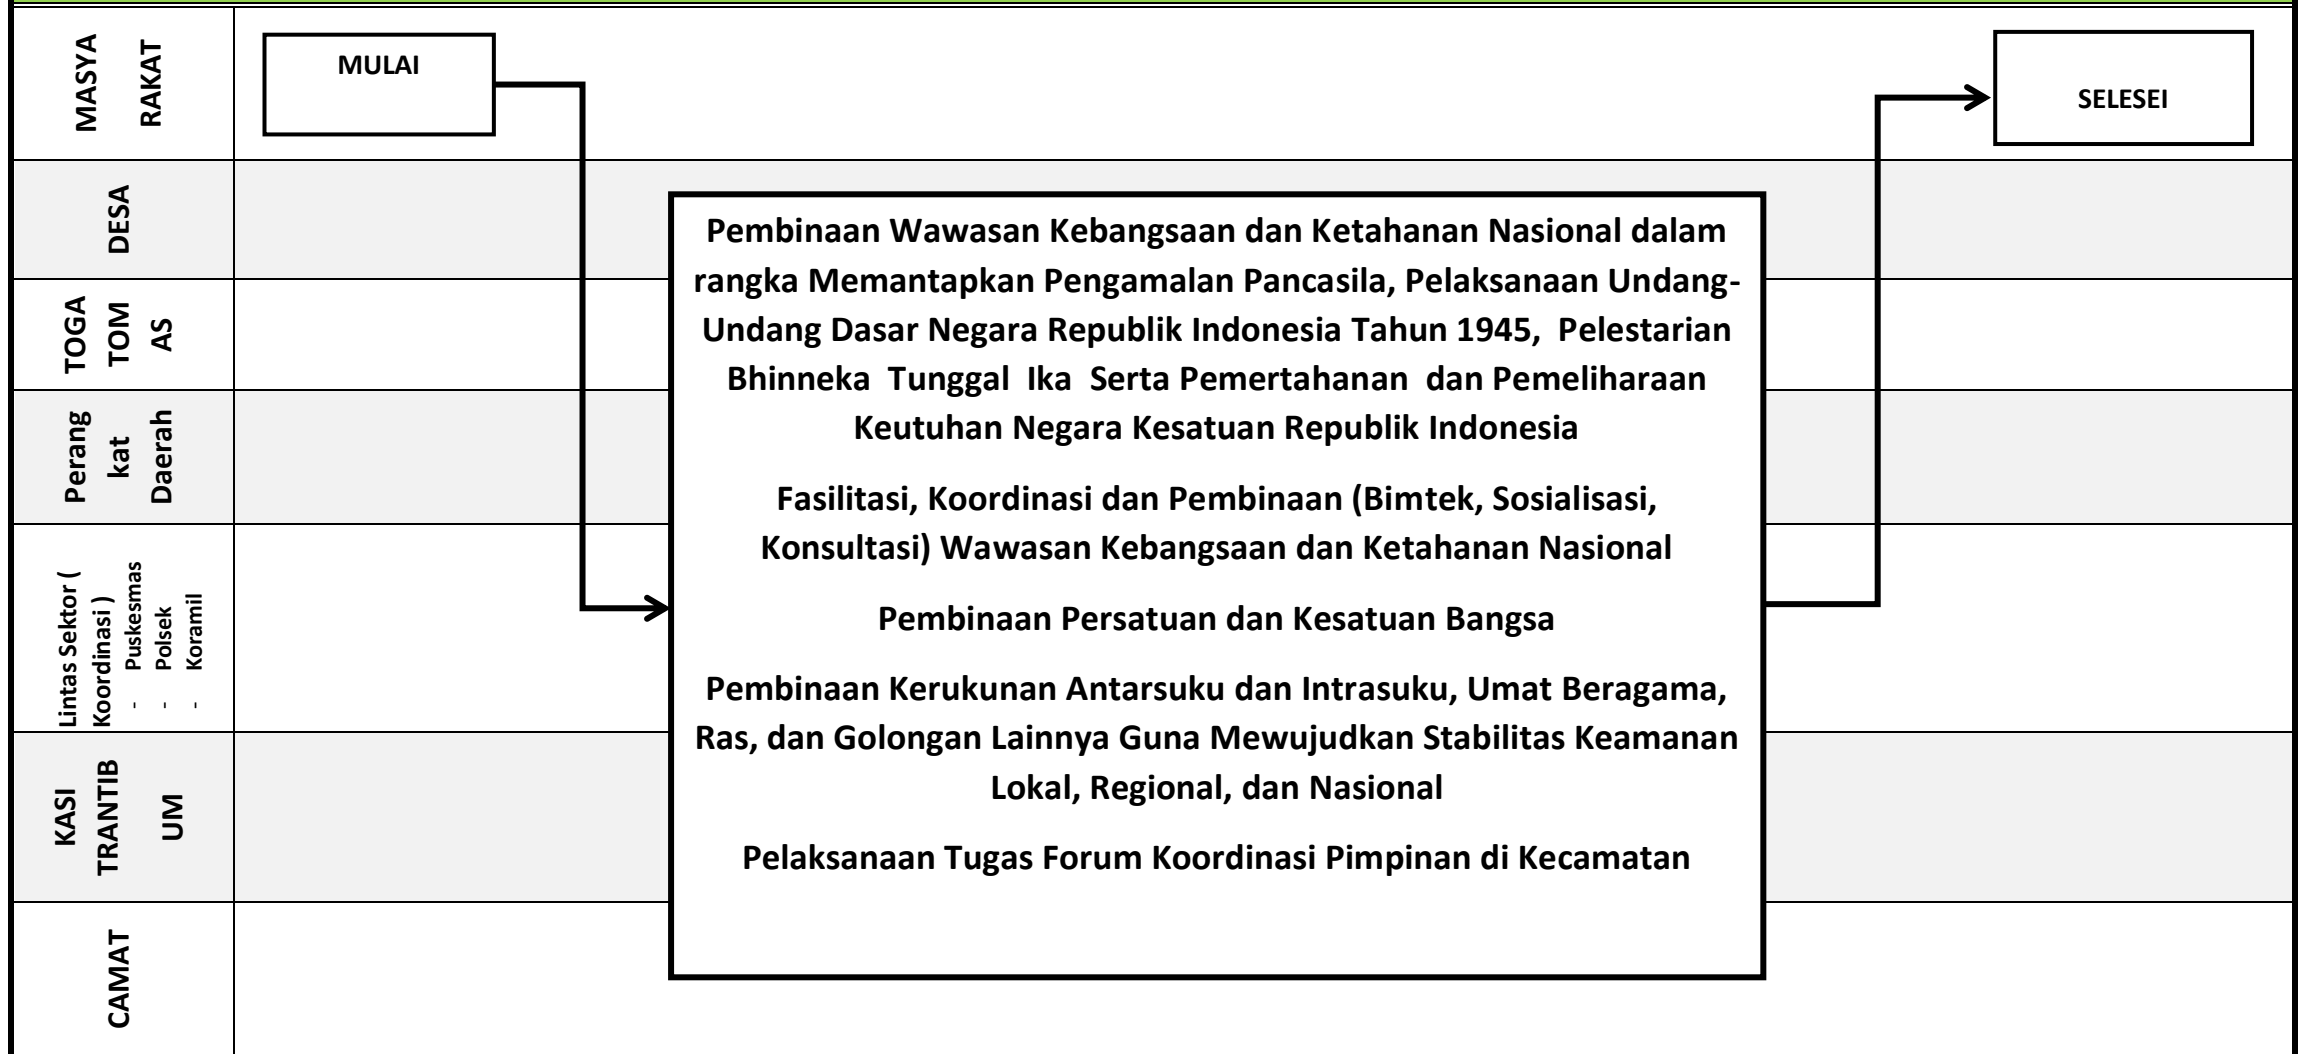 MASYA
RAKAT
MULAI
SELESEI
DESA
TOGA
TOM
AS
Perang
kat
Daerah
Lintas Sektor (
Koordinasi )
- Puskesmas
- Polsek
- Koramil
KASI
TRANTIB
UM
CAMAT
Pembinaan Wawasan Kebangsaan dan Ketahanan Nasional dalam
rangka Memantapkan Pengamalan Pancasila, Pelaksanaan Undang-
Undang Dasar Negara Republik Indonesia Tahun 1945, Pelestarian
Bhinneka Tunggal Ika Serta Pemertahanan dan Pemeliharaan
Keutuhan Negara Kesatuan Republik Indonesia
Fasilitasi, Koordinasi dan Pembinaan (Bimtek, Sosialisasi,
Konsultasi) Wawasan Kebangsaan dan Ketahanan Nasional
Pembinaan Persatuan dan Kesatuan Bangsa
Pembinaan Kerukunan Antarsuku dan Intrasuku, Umat Beragama,
Ras, dan Golongan Lainnya Guna Mewujudkan Stabilitas Keamanan
Lokal, Regional, dan Nasional
Pelaksanaan Tugas Forum Koordinasi Pimpinan di Kecamatan